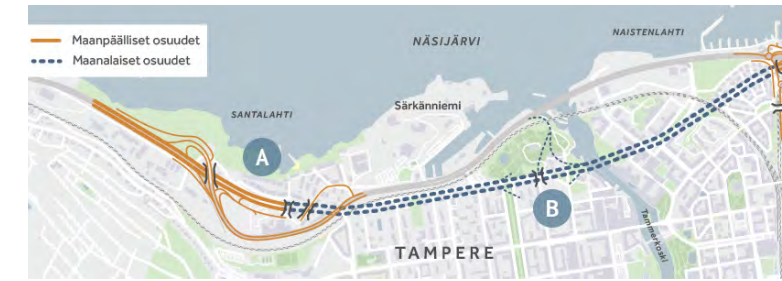 Maanpäälliset osuudet
Maanalaiset osuudet
NÄSIJÄRVI
NAISTENLAHTI
SANTALAHTI
Särkänniemi
A
B
Tammerkoski
TAMPERE